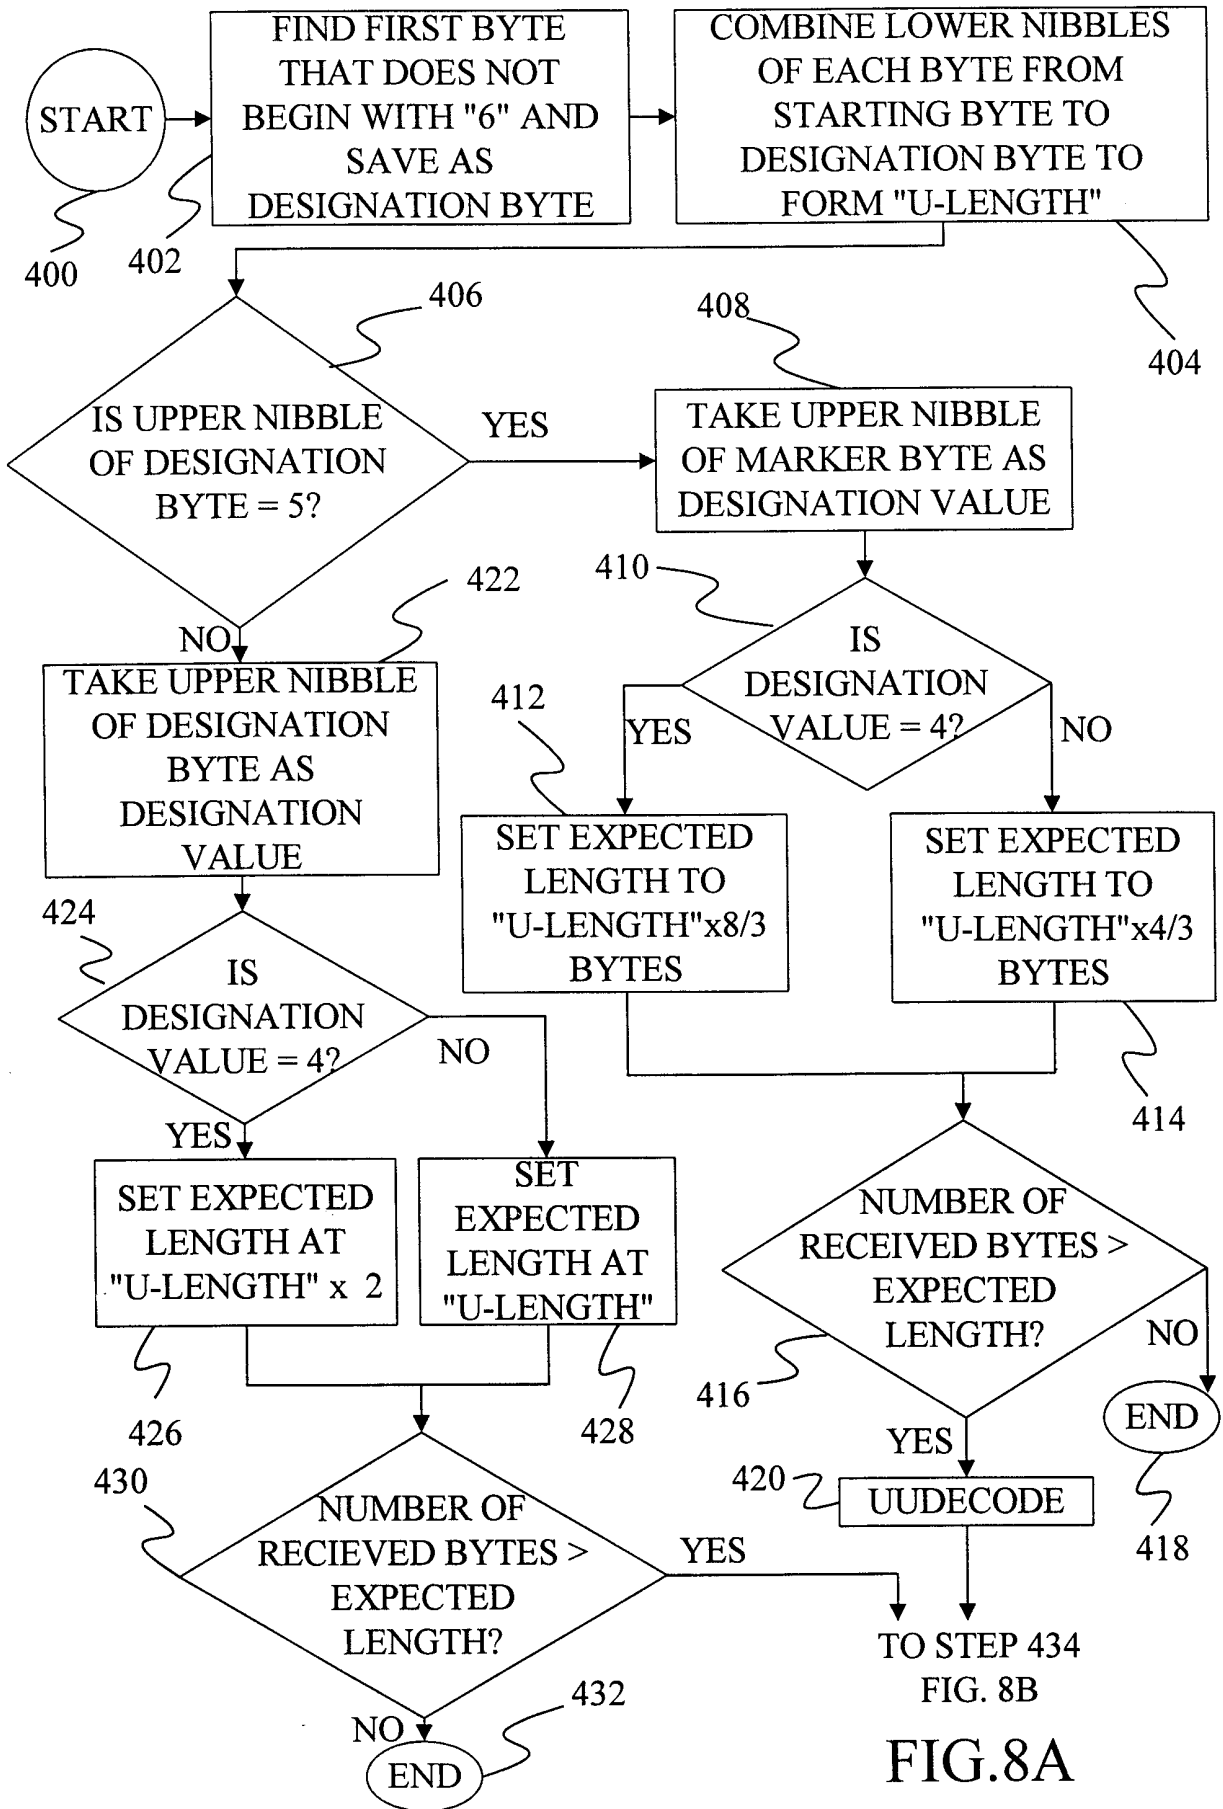 START
FIND FIRST BYTE
THAT DOES NOT
BEGIN WITH "6" AND
SAVE AS
DESIGNATION BYTE
COMBINE LOWER NIBBLES
OF EACH BYTE FROM
STARTING BYTE TO
DESIGNATION BYTE TO
FORM "U-LENGTH"
400
402
404
406
IS UPPER NIBBLE
OF DESIGNATION
BYTE = 5?
YES
408
TAKE UPPER NIBBLE
OF MARKER BYTE AS
DESIGNATION VALUE
NO
422
TAKE UPPER NIBBLE
OF DESIGNATION
BYTE AS
DESIGNATION
VALUE
410
IS
DESIGNATION
VALUE = 4?
YES
NO
412
SET EXPECTED
LENGTH TO
"U-LENGTH"x8/3
BYTES
SET EXPECTED
LENGTH TO
"U-LENGTH"x4/3
BYTES
414
424
IS
DESIGNATION
VALUE = 4?
NO
YES
SET EXPECTED
LENGTH AT
"U-LENGTH" x 2
SET
EXPECTED
LENGTH AT
"U-LENGTH"
426
428
NUMBER OF
RECEIVED BYTES >
EXPECTED
LENGTH?
416
NO
END
418
YES
420
UUDECODE
430
NUMBER OF
RECIEVED BYTES >
EXPECTED
LENGTH?
YES
TO STEP 434
FIG. 8B
NO
END
432
FIG.8A